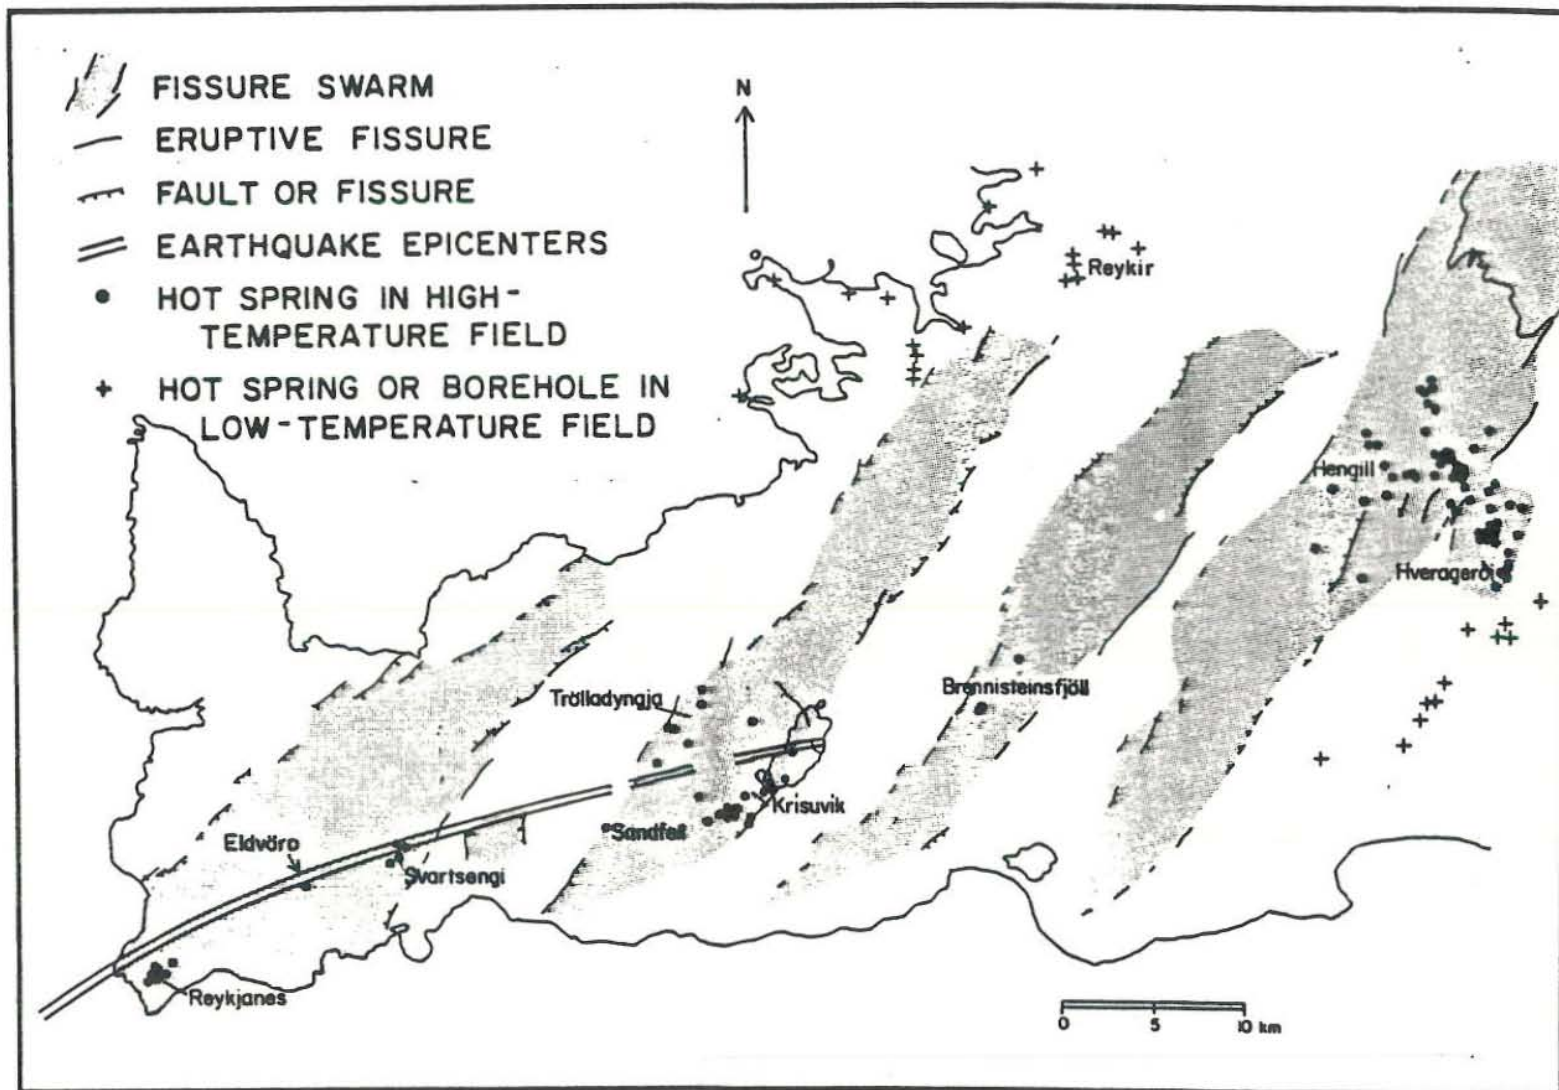 FISSURE SWARM
ERUPTIVE FISSURE
FAULT OR FISSURE
EARTHQUAKE EPICENTERS
HOT SPRING IN HIGH-
TEMPERATURE FIELD
HOT SPRING OR BOREHOLE IN
LOW-TEMPERATURE FIELD
N
Reykir
Hengill
Hveragerði
Brennisteinsfjöll
Trölladyngja
Krisuvik
Sandfell
Eldvörp
Svartsengi
Reykjanes
0 5 10 km